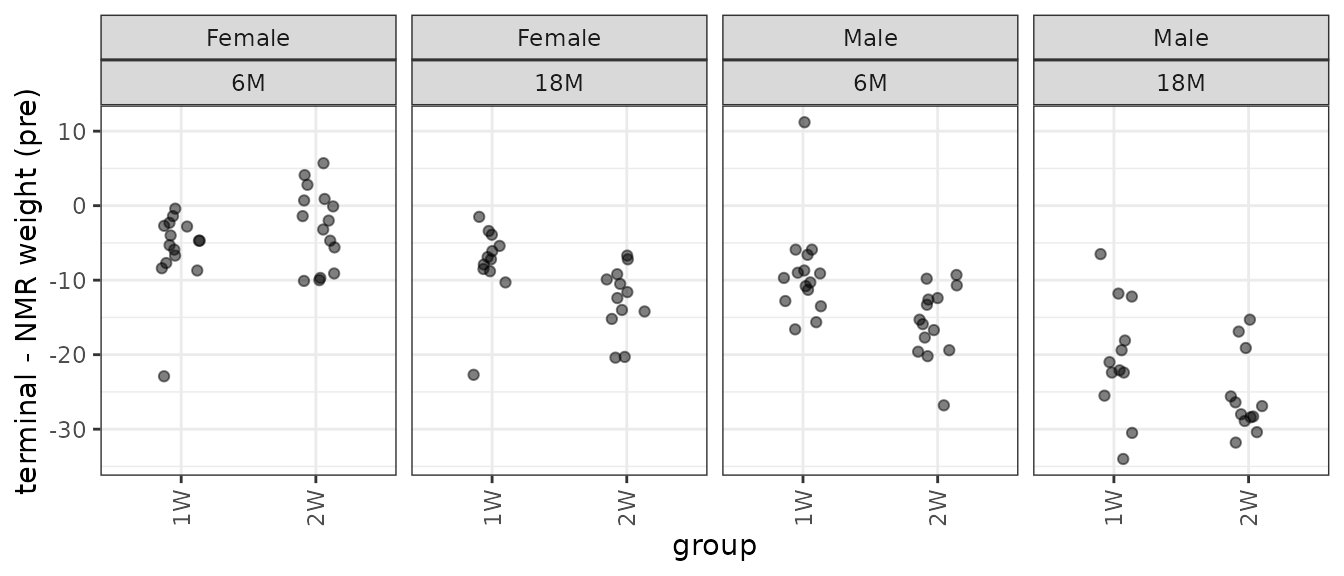 Female Female Male Male
6M 18M 6M 18M
terminal - NMR weight (pre)
10
0
-10
-20
-30
1W 2W 1W 2W 1W 2W 1W 2W
group